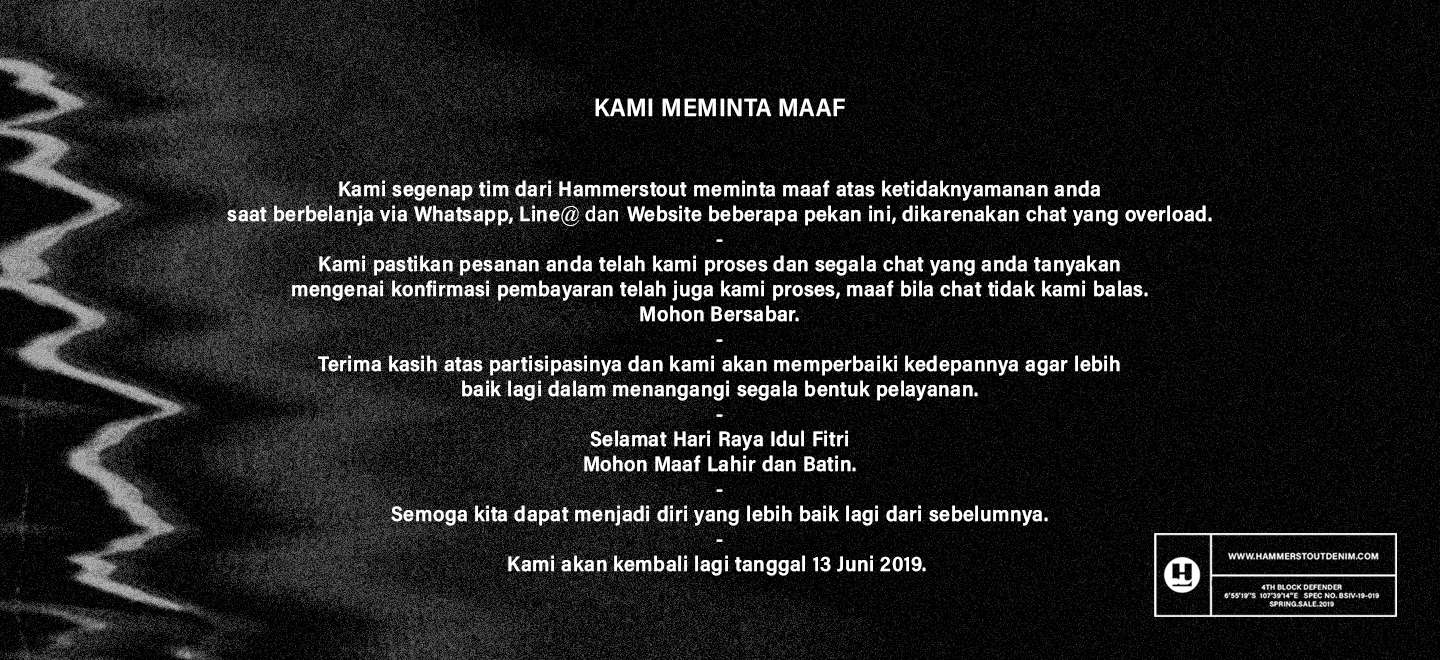 KAMI MEMINTA MAAF
Kami segenap tim dari Hammerstout meminta maaf atas ketidaknyamanan anda
saat berbelanja via Whatsapp, Line@ dan Website beberapa pekan ini, dikarenakan chat yang overload.
-
Kami pastikan pesanan anda telah kami proses dan segala chat yang anda tanyakan
mengenai konfirmasi pembayaran telah juga kami proses, maaf bila chat tidak kami balas.
Mohon Bersabar.
-
Terima kasih atas partisipasinya dan kami akan memperbaiki kedepannya agar lebih
baik lagi dalam menangangi segala bentuk pelayanan.
-
Selamat Hari Raya Idul Fitri
Mohon Maaf Lahir dan Batin.
-
Semoga kita dapat menjadi diri yang lebih baik lagi dari sebelumnya.
-
Kami akan kembali lagi tanggal 13 Juni 2019.
H
WWW.HAMMERSTOUTDENIM.COM
4TH BLOCK DEFENDER
6°55'19"S 107°39'14"E SPEC NO. BSIV-19-019
SPRING.SALE.2019